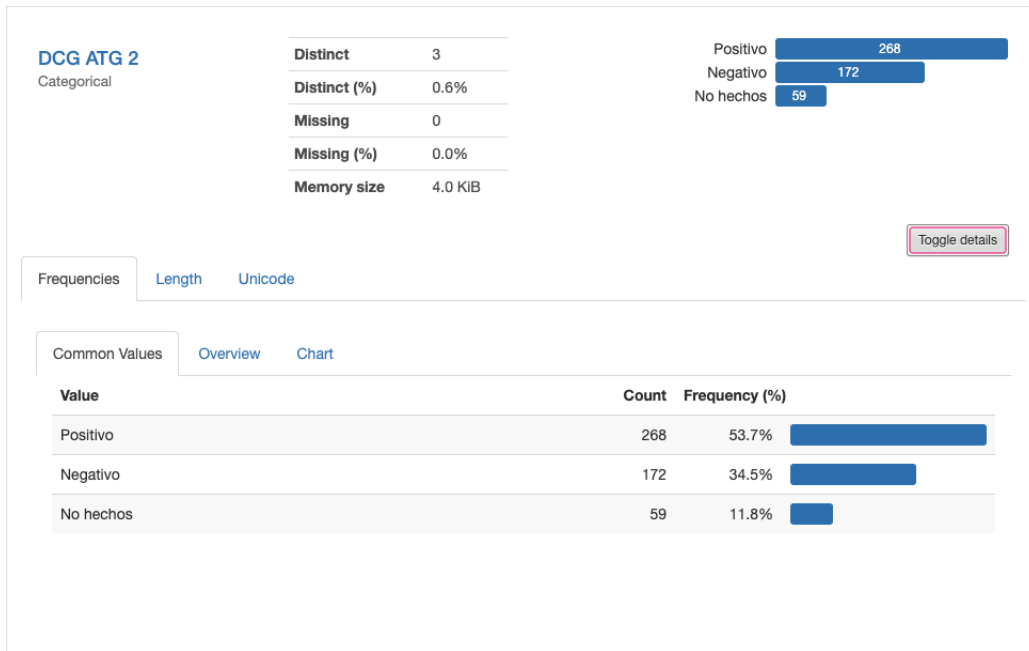 DCG ATG 2
Categorical
Distinct 3
Distinct (%) 0.6%
Missing 0
Missing (%) 0.0%
Memory size 4.0 KiB
Positivo 268
Negativo 172
No hechos 59
Toggle details
Frequencies Length Unicode
Common Values Overview Chart
Value Count Frequency (%)
Positivo 268 53.7%
Negativo 172 34.5%
No hechos 59 11.8%